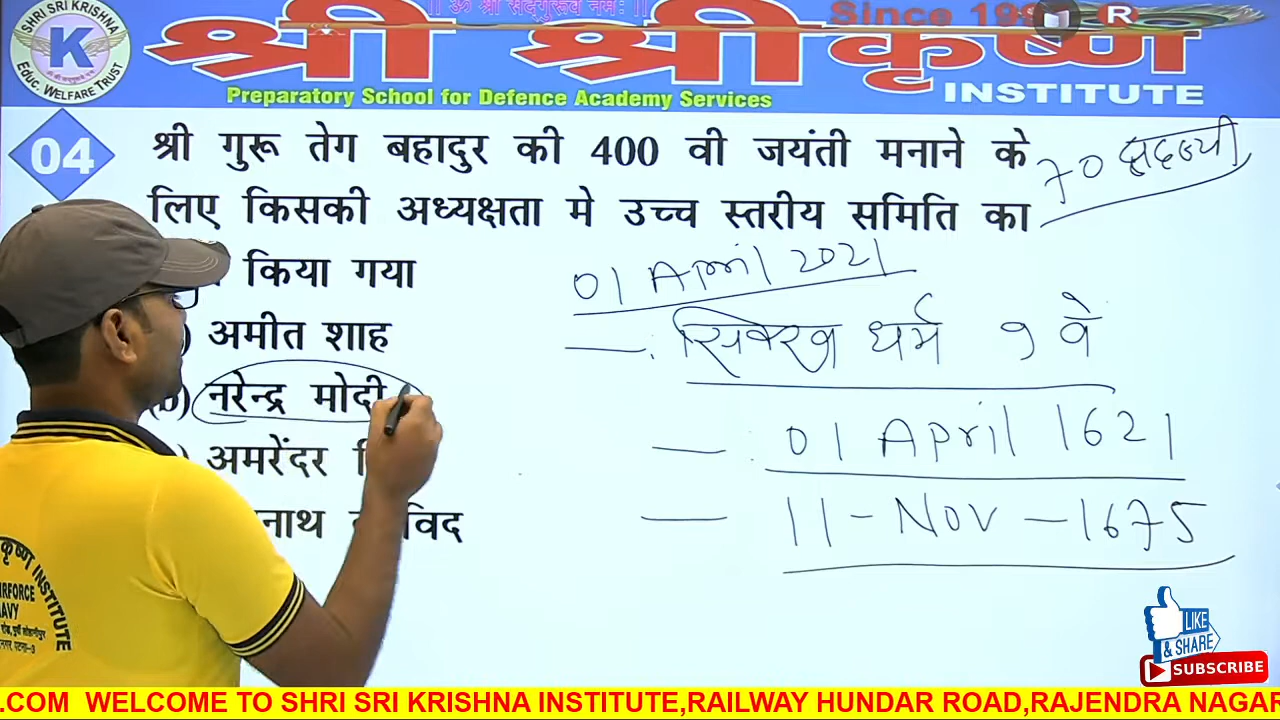 || ॐ श्री सद्गुरूवे नमः ||
Since 19
R
SHRI SRI KRISHNA
K
Educ. WELFARE TRUST
श्री श्रीकृष्ण
INSTITUTE
Preparatory School for Defence Academy Services
04 श्री गुरू तेग बहादुर की 400 वी जयंती मनाने के
70
लिए किसकी अध्यक्षता मे उच्च स्तरीय समिति का
किया गया
01 April 2021
अमीत शाह
धर्म 9 वे
(b) नरेन्द्र मोदी
01 April 1621
अमरेंदर
11-Nov-1675
नाथ विद
कृष्ण INSTITUTE
IRFORCE
AVY
LIKE
& SHARE
SUBSCRIBE
.COM WELCOME TO SHRI SRI KRISHNA INSTITUTE,RAILWAY HUNDAR ROAD,RAJENDRA NAGAR